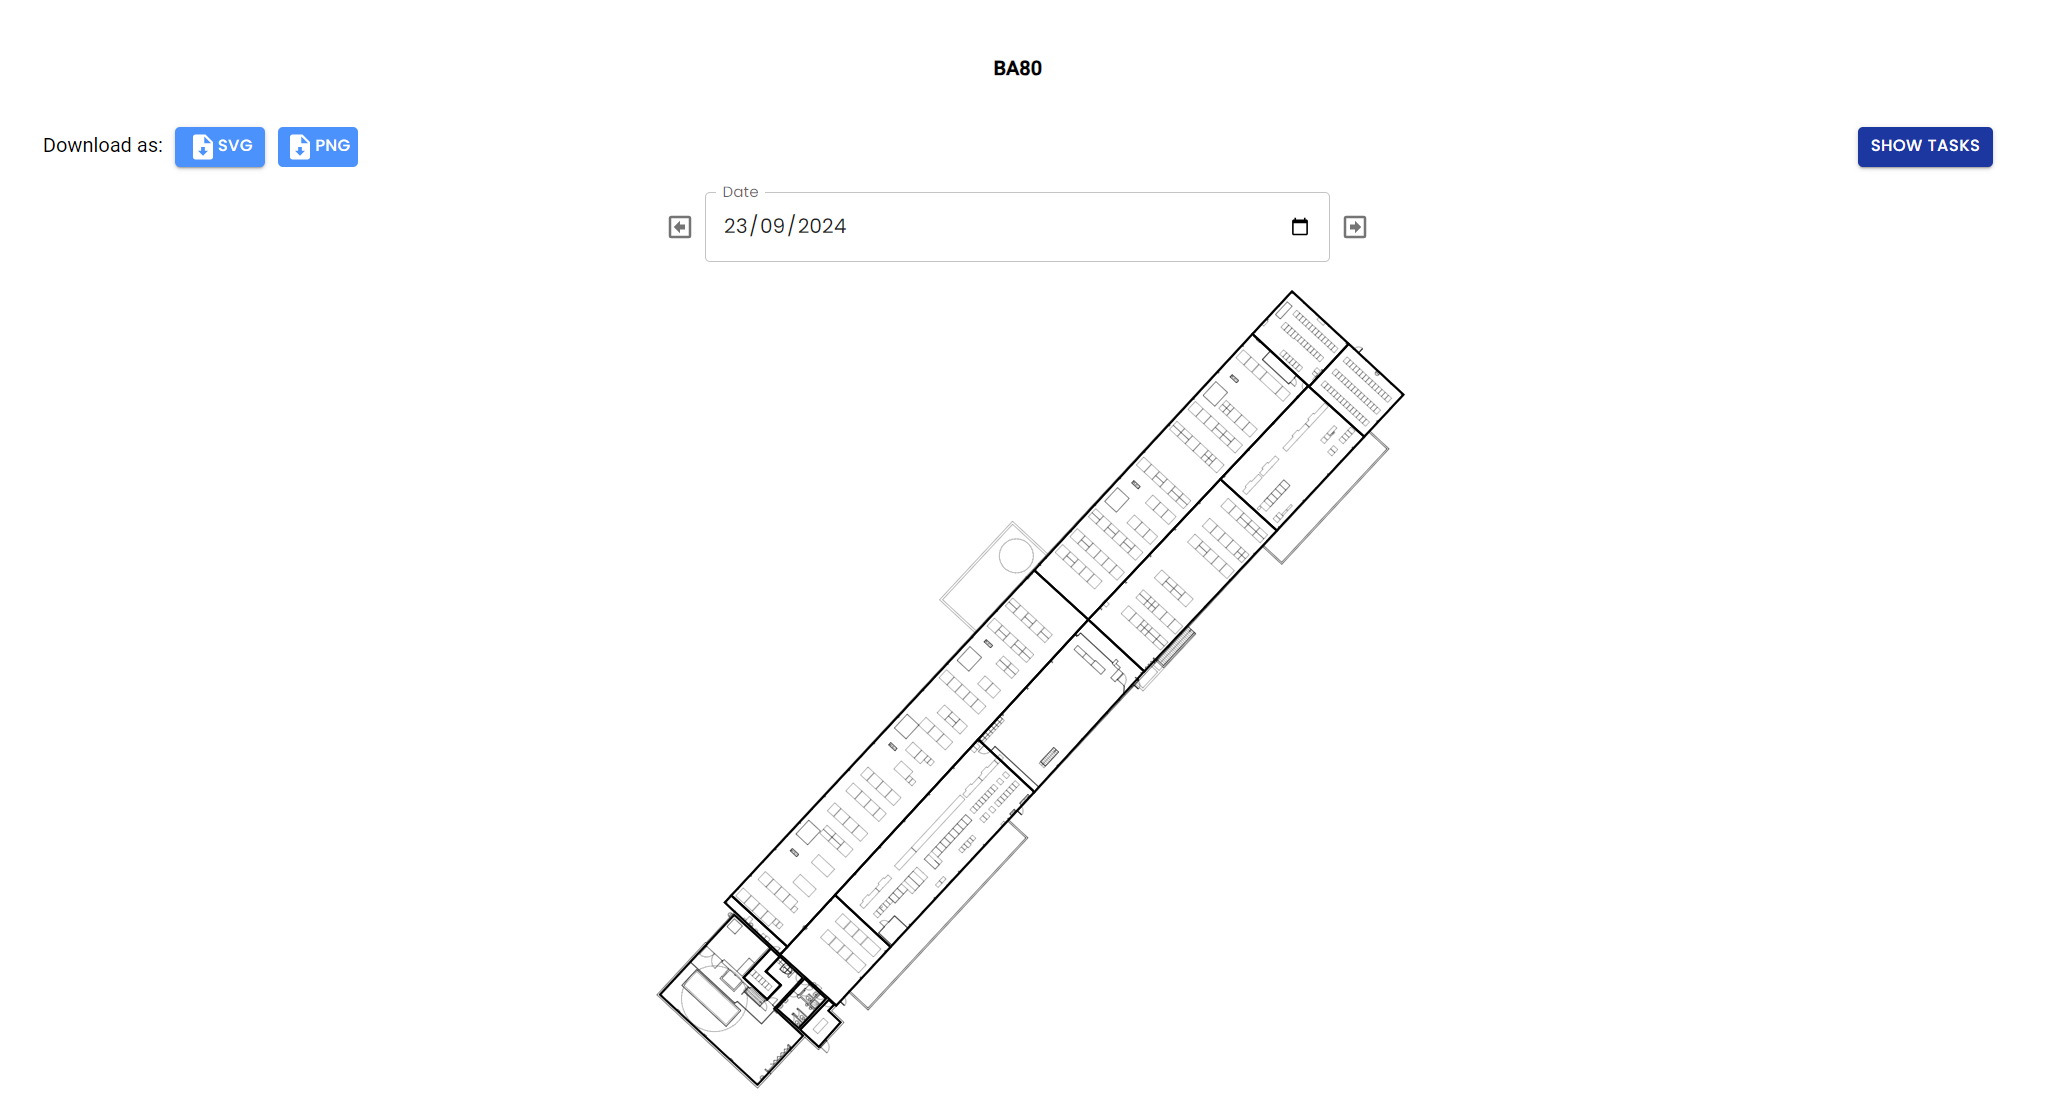 BA80
Download as: SVG PNG SHOW TASKS
Date
23/09/2024